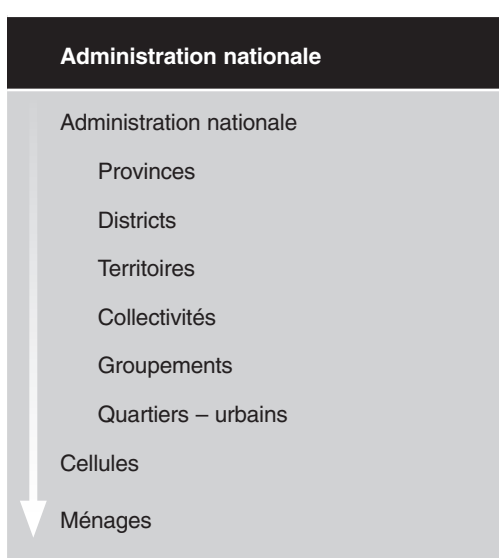 Administration nationale
Administration nationale
Provinces
Districts
Territoires
Collectivités
Groupements
Quartiers – urbains
Cellules
Ménages